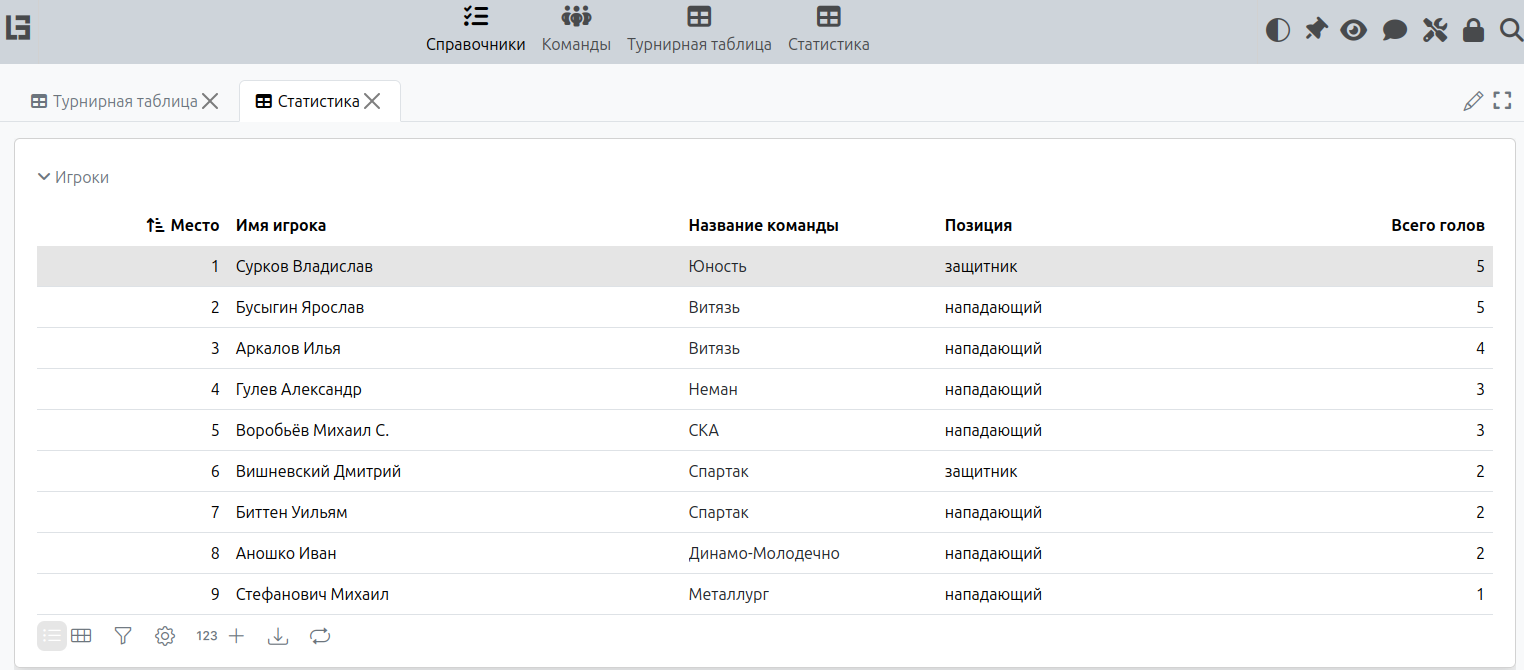 Справочники Команды Турнирная таблица Статистика
Турнирная таблица Статистика
Игроки
Место Имя игрока Название команды Позиция Всего голов
1 Сурков Владислав Юность защитник 5
2 Бусыгин Ярослав Витязь нападающий 5
3 Аркалов Илья Витязь нападающий 4
4 Гулев Александр Неман нападающий 3
5 Воробьёв Михаил С. СКА нападающий 3
6 Вишневский Дмитрий Спартак защитник 2
7 Биттен Уильям Спартак нападающий 2
8 Аношко Иван Динамо-Молодечно нападающий 2
9 Стефанович Михаил Металлург нападающий 1
123